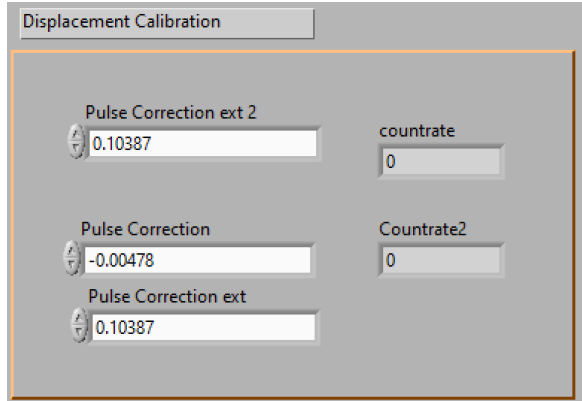 Displacement Calibration
Pulse Correction ext 2
0.10387
countrate
0
Pulse Correction
-0.00478
Countrate2
0
Pulse Correction ext
0.10387